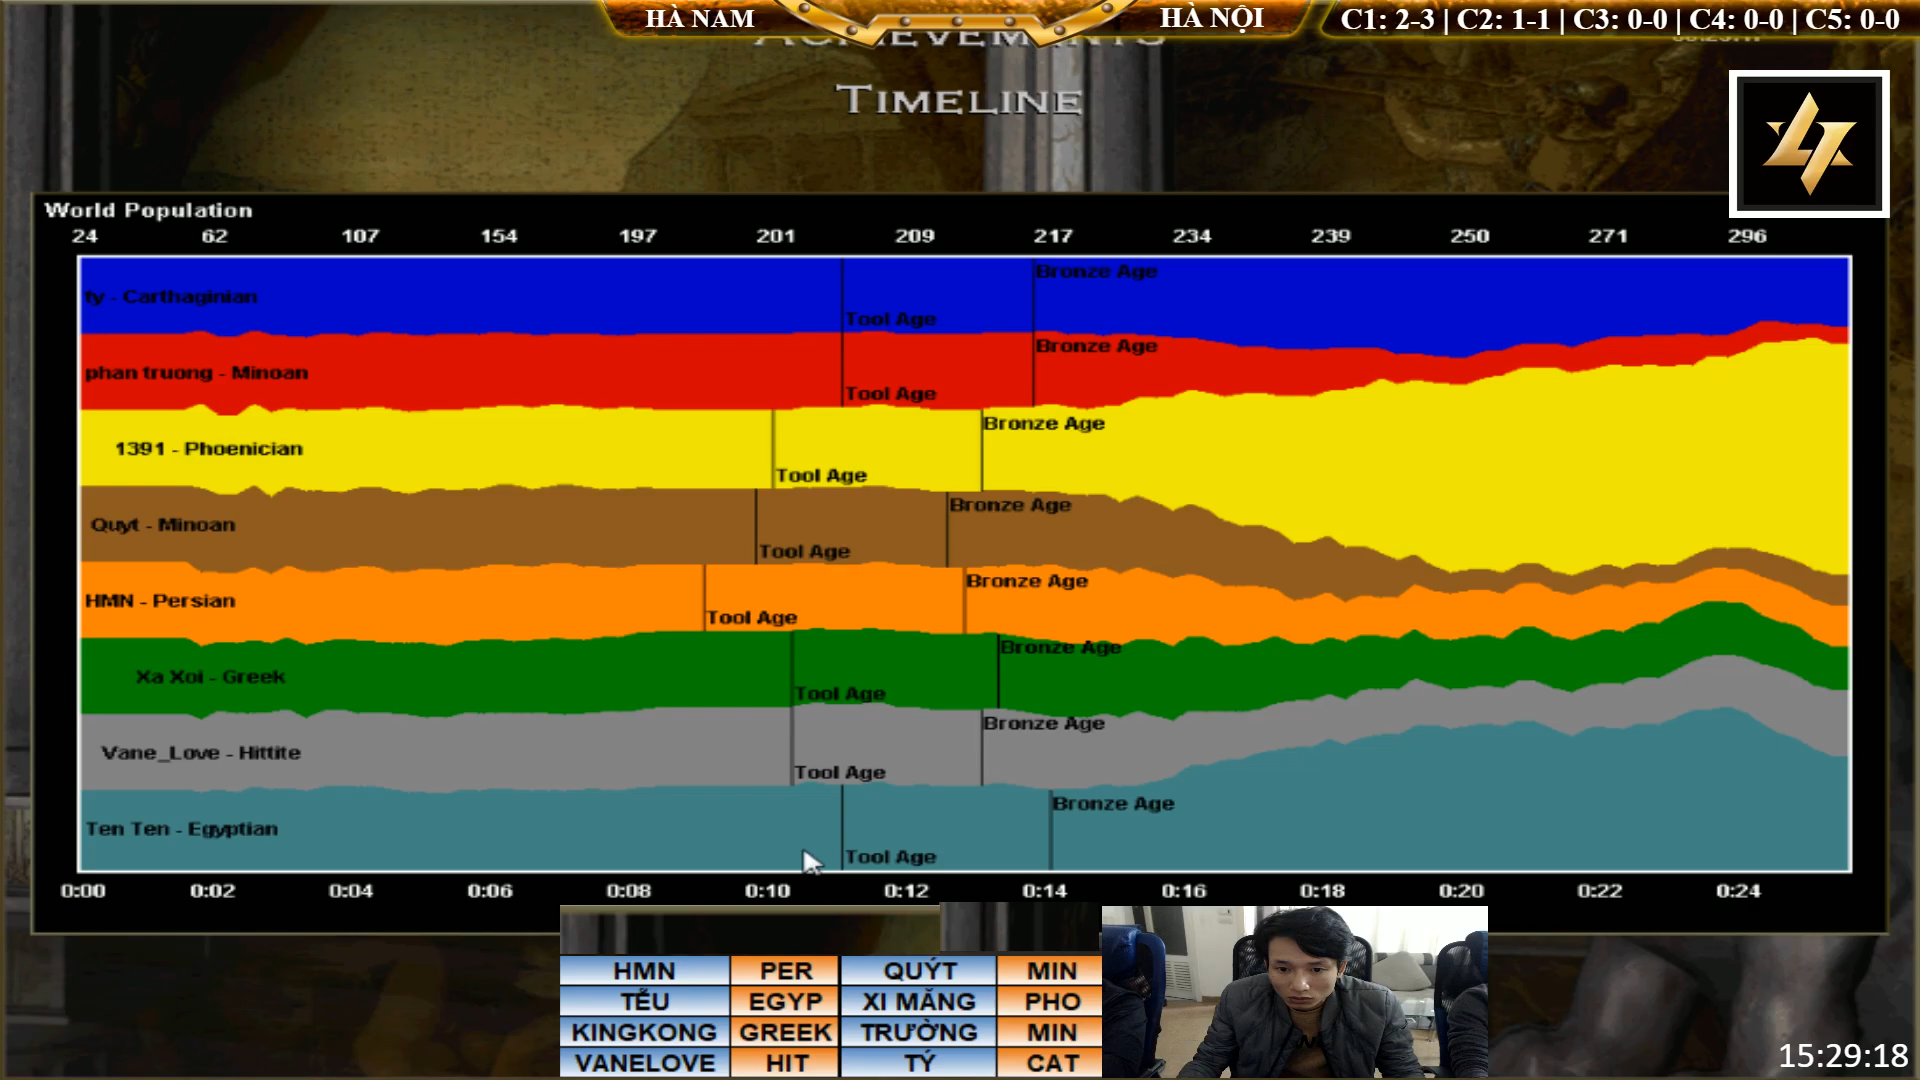 HÀ NAM
HÀ NỘI
C1: 2-3 | C2: 1-1 | C3: 0-0 | C4: 0-0 | C5: 0-0
ACHIEVEMENTS
TIMELINE
World Population
24 62 107 154 197 201 209 217 234 239 250 271 296
ty - Carthaginian
Tool Age
Bronze Age
phan truong - Minoan
Tool Age
Bronze Age
1391 - Phoenician
Tool Age
Bronze Age
Quyt - Minoan
Tool Age
Bronze Age
HMN - Persian
Tool Age
Bronze Age
Xa Xoi - Greek
Tool Age
Bronze Age
Vane_Love - Hittite
Tool Age
Bronze Age
Ten Ten - Egyptian
Tool Age
Bronze Age
0:00 0:02 0:04 0:06 0:08 0:10 0:12 0:14 0:16 0:18 0:20 0:22 0:24
HMN PER QUÝT MIN
TỄU EGYP XI MĂNG PHO
KINGKONG GREEK TRƯỜNG MIN
VANELOVE HIT TÝ CAT
15:29:18